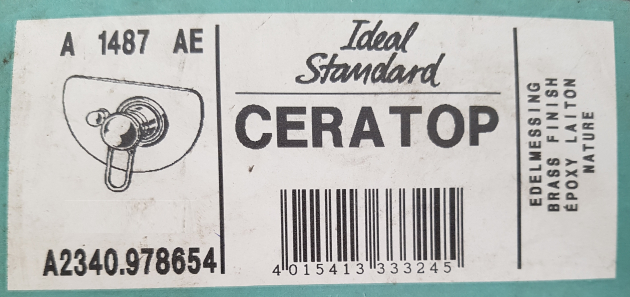 A 1487 AE
A2340.978654
Ideal
Standard
CERATOP
4 015413 333245
EDELMESSING
BRASS FINISH
ÉPOXY LAITON
NATURE